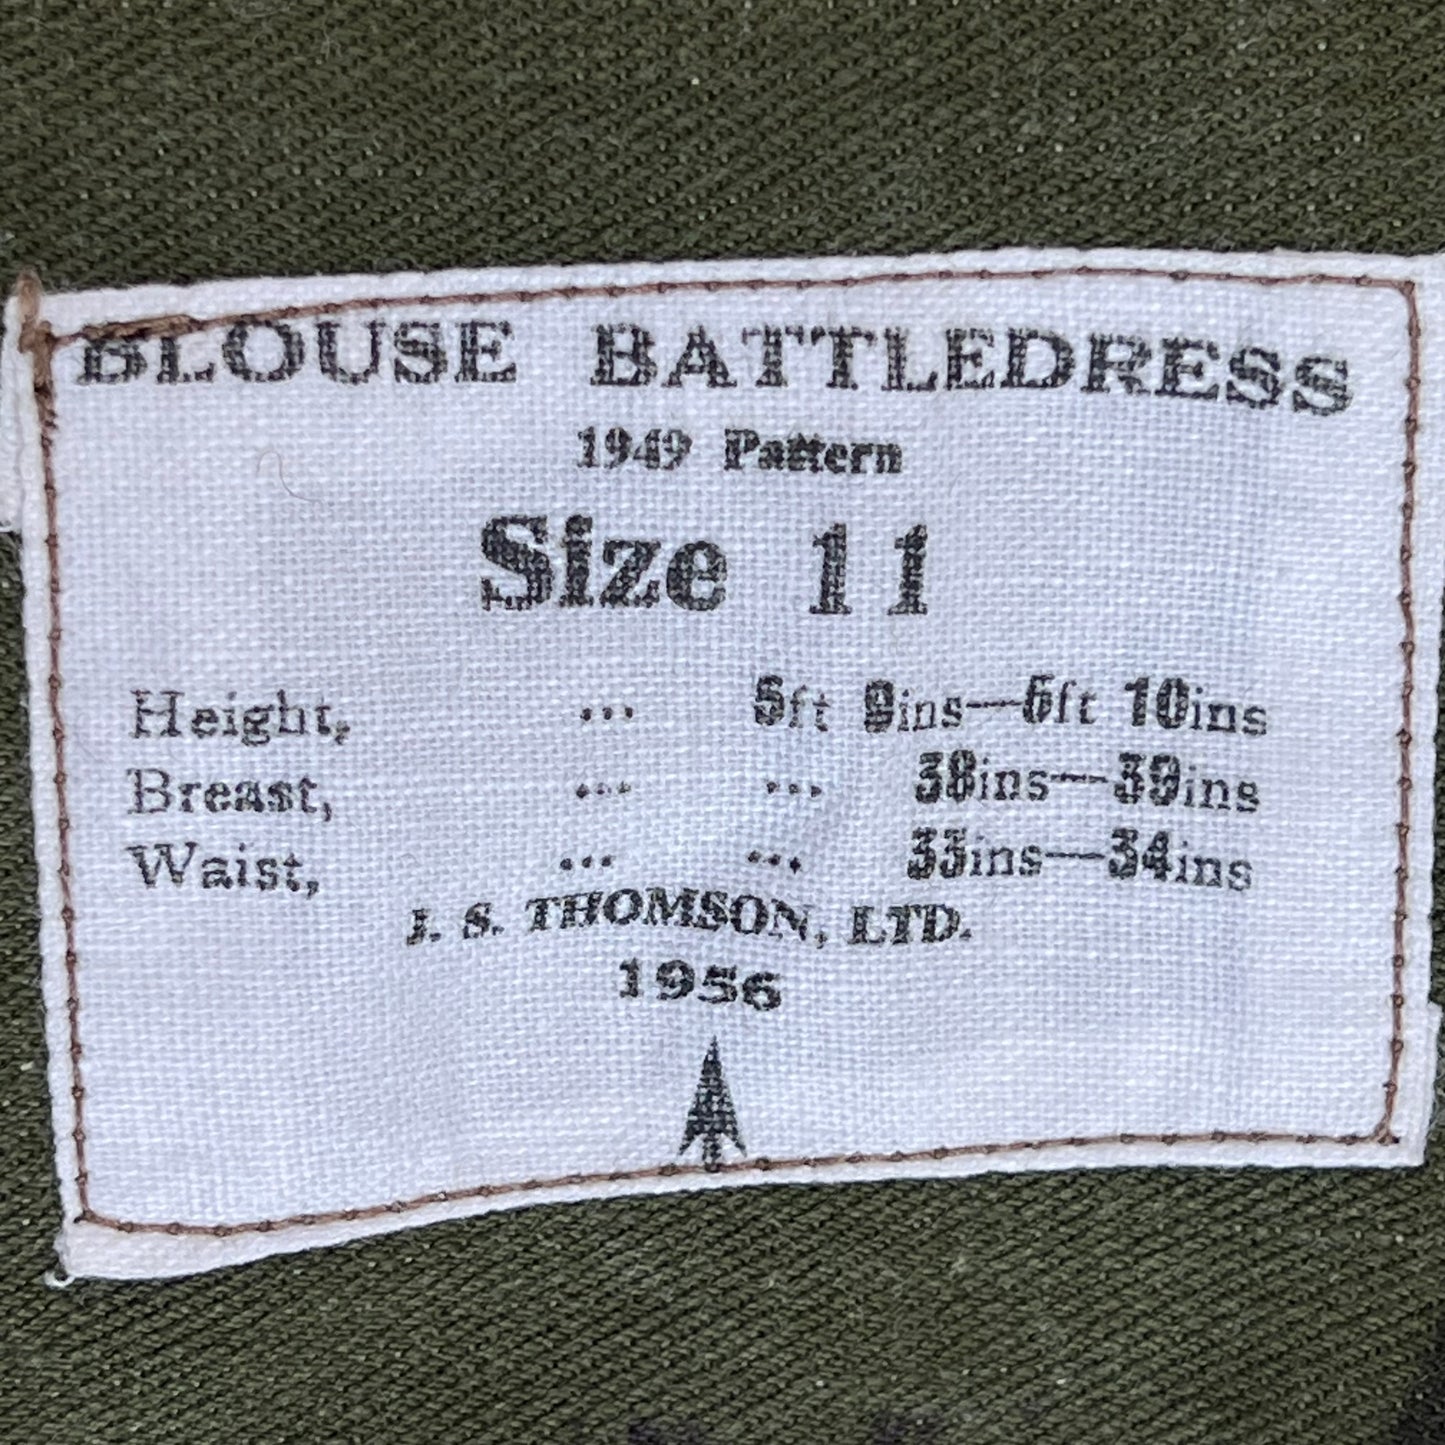 BLOUSE BATTLEDRESS
1949 Pattern
Size 11
Height, ... 5ft 9ins—5ft 10ins
Breast, ... ... 38ins—39ins
Waist, ... ... 33ins—34ins
J. S. THOMSON, LTD.
1956